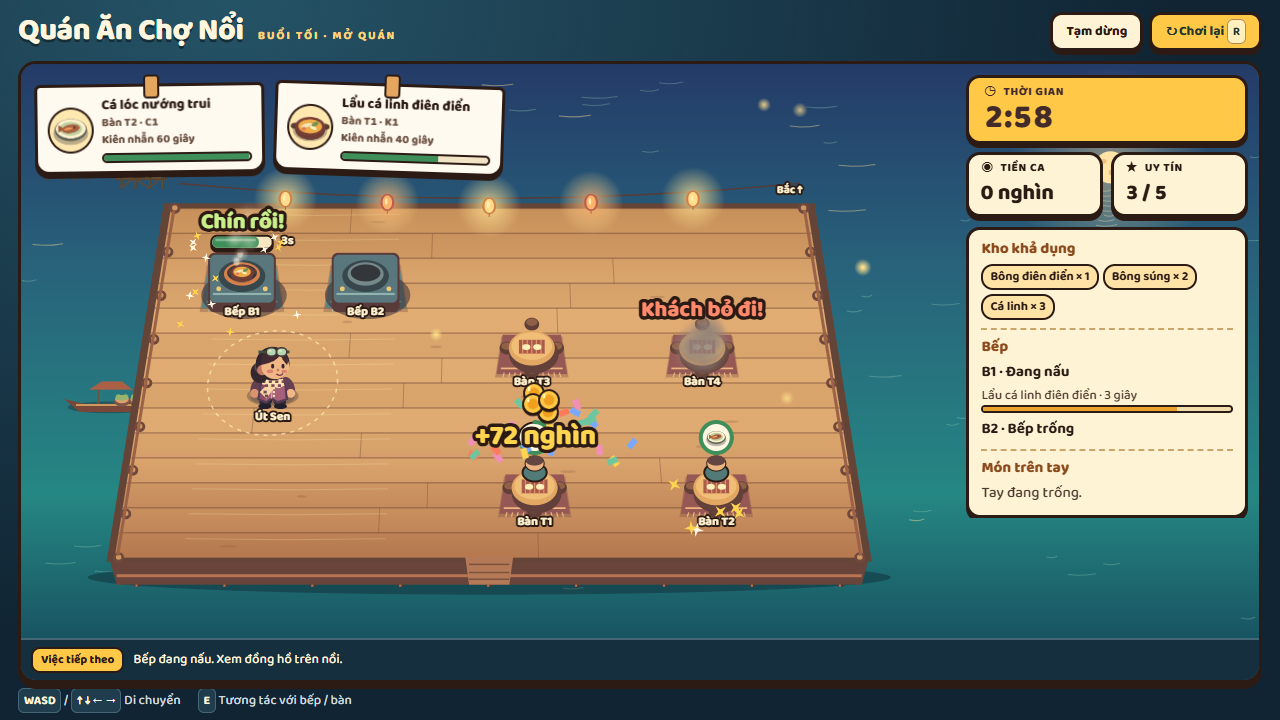 Quán Ăn Chợ Nổi
BUỔI TỐI · MỞ QUÁN
Tạm dừng
↻ Chơi lại R
Cá lóc nướng trui
Bàn T2 · C1
Kiên nhẫn 60 giây
Lẩu cá linh điên điển
Bàn T1 · K1
Kiên nhẫn 40 giây
THỜI GIAN
2:58
TIỀN CA
0 nghìn
★ UY TÍN
3 / 5
Kho khả dụng
Bông điên điển × 1
Bông súng × 2
Cá linh × 3
Bếp
B1 · Đang nấu
Lẩu cá linh điên điển · 3 giây
B2 · Bếp trống
Món trên tay
Tay đang trống.
Bắc↑
Chín rồi!
3s
Bếp B1
Bếp B2
Khách bỏ đi!
Bàn T3
Bàn T4
Út Sen
+72 nghìn
Bàn T1
Bàn T2
Việc tiếp theo
Bếp đang nấu. Xem đồng hồ trên nồi.
WASD / ↑↓← → Di chuyển
E Tương tác với bếp / bàn